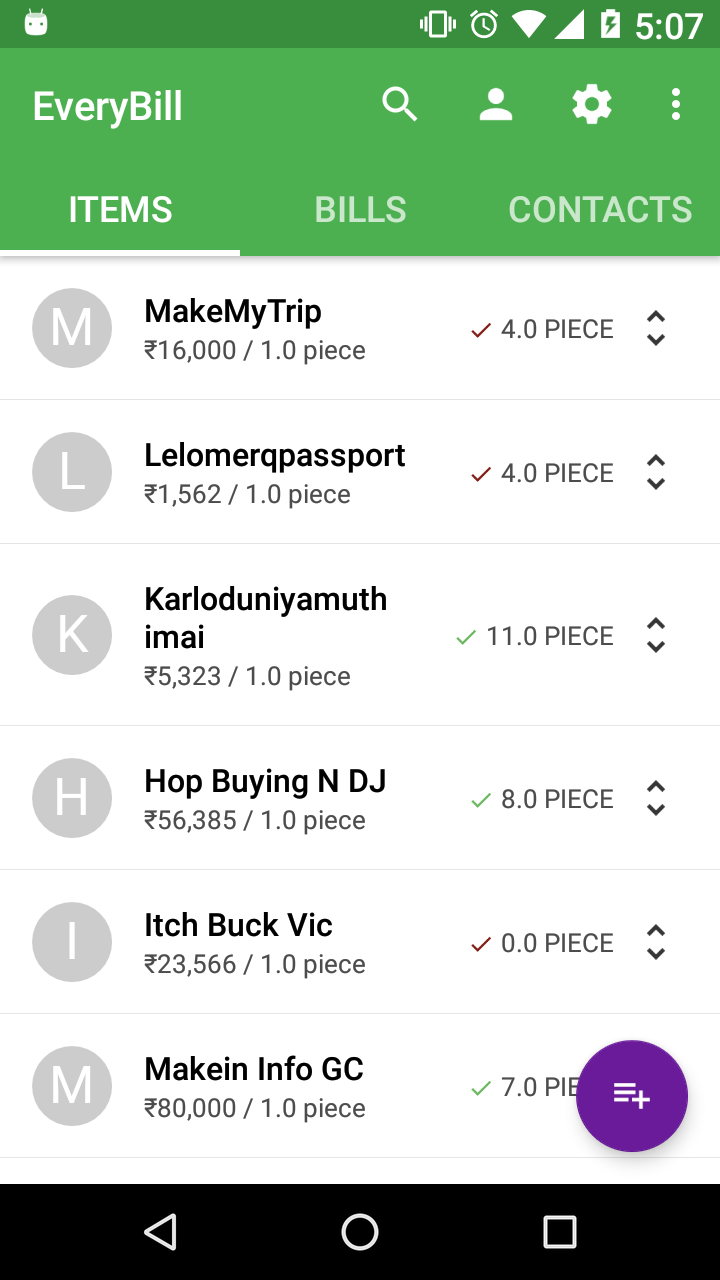 5:07
EveryBill
ITEMS BILLS CONTACTS
M MakeMyTrip
₹16,000 / 1.0 piece
4.0 PIECE
L Lelomerqpassport
₹1,562 / 1.0 piece
4.0 PIECE
K Karloduniyamuth
imai
₹5,323 / 1.0 piece
11.0 PIECE
H Hop Buying N DJ
₹56,385 / 1.0 piece
8.0 PIECE
I Itch Buck Vic
₹23,566 / 1.0 piece
0.0 PIECE
M Makein Info GC
₹80,000 / 1.0 piece
7.0